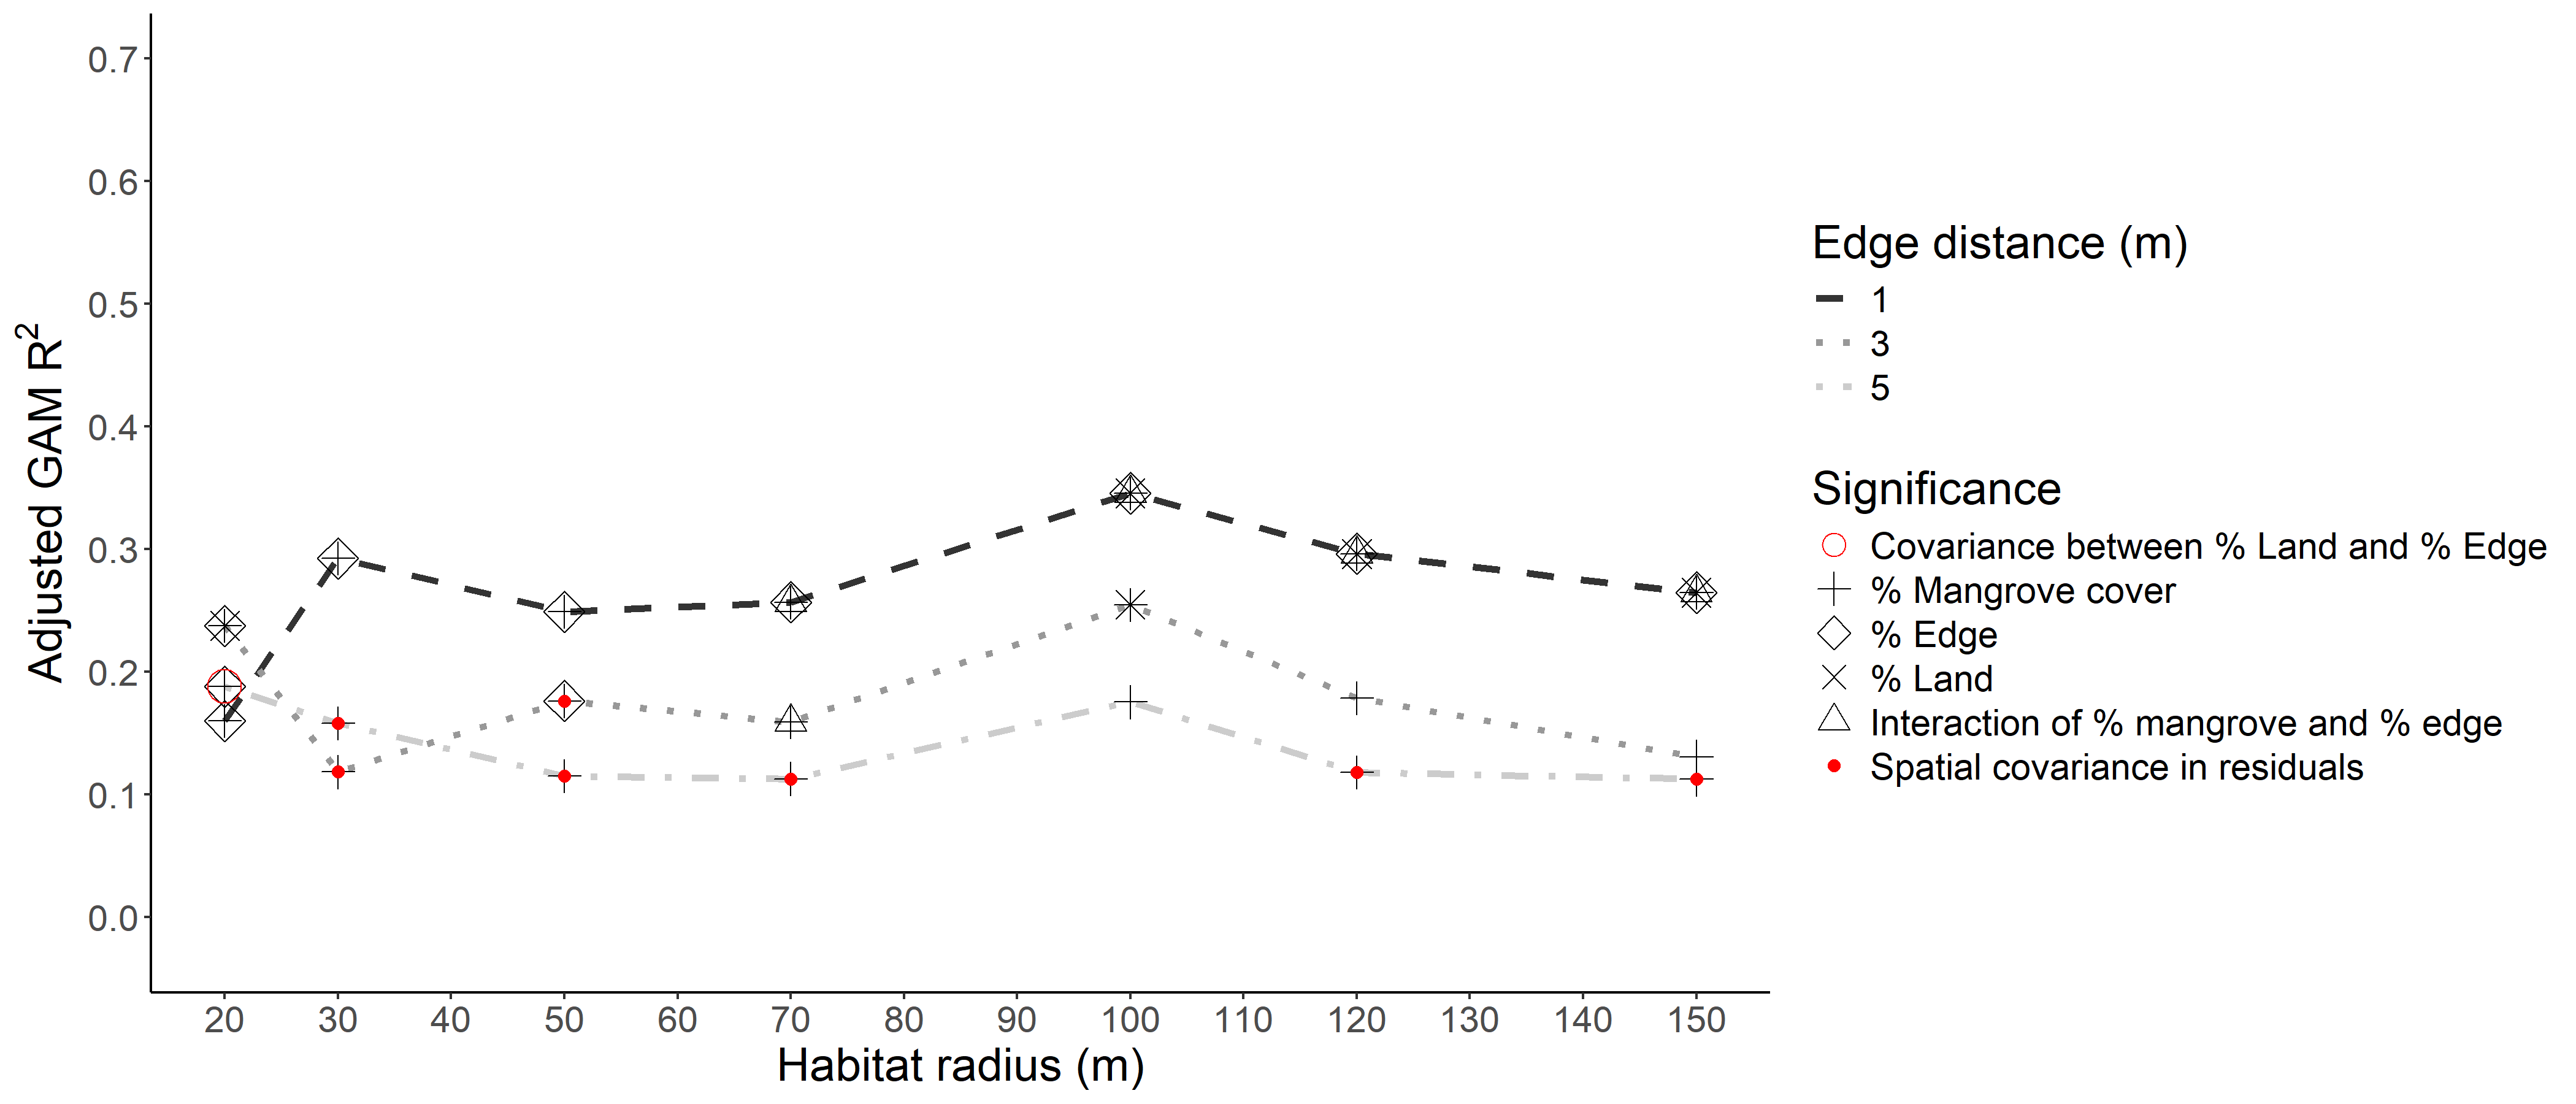 0.7
0.6
0.5
0.4
0.3
0.2
0.1
0.0
Adjusted GAM R²
20 30 40 50 60 70 80 90 100 110 120 130 140 150
Habitat radius (m)
Edge distance (m)
1
3
5
Significance
Covariance between % Land and % Edge
% Mangrove cover
% Edge
% Land
Interaction of % mangrove and % edge
Spatial covariance in residuals